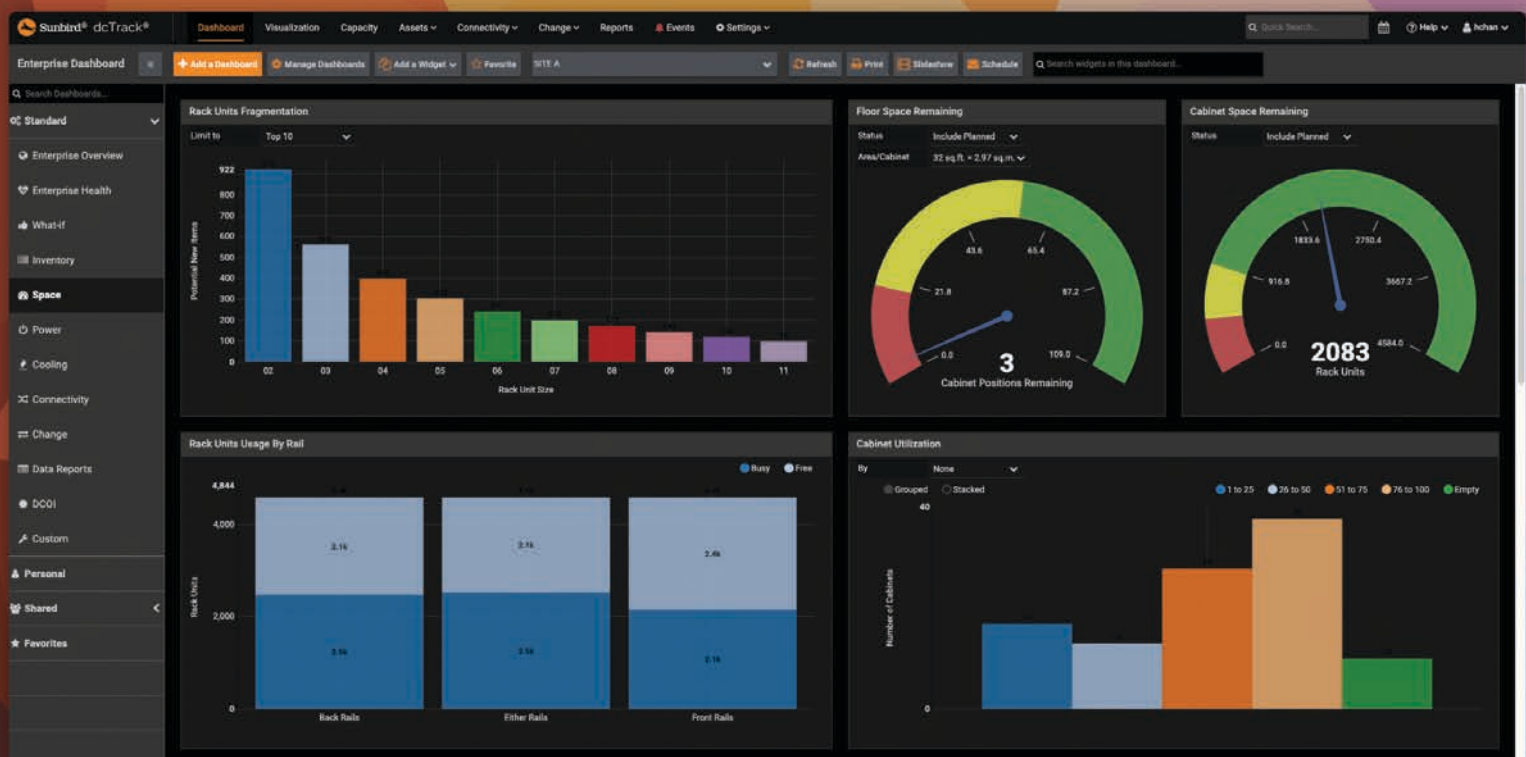 Sunbird® dcTrack®
Dashboard Visualization Capacity Assets Connectivity Change Reports Events Settings
Quick Search...
Help hchan
Enterprise Dashboard
Add a Dashboard Manage Dashboards Add a Widget Favorite SITE A Refresh Print Slideshow Schedule Search widgets in this dashboard...
Search Dashboards...
Standard
Enterprise Overview
Enterprise Health
What-if
Inventory
Space
Power
Cooling
Connectivity
Change
Data Reports
DCOI
Custom
Personal
Shared
Favorites
Rack Units Fragmentation
Limit to Top 10
Potential New Items
922
800
700
600
500
400
300
200
100
0
02 03 04 05 06 07 08 09 10 11
Rack Unit Size
Floor Space Remaining
Status Include Planned
Area/Cabinet 32 sq.ft. = 2.97 sq.m.
43.6 65.4
21.8 87.2
0.0 109.0
3
Cabinet Positions Remaining
Cabinet Space Remaining
Status Include Planned
1833.6 2750.4
916.8 3667.2
0.0 4584.0
2083
Rack Units
Rack Units Usage By Rail
Busy Free
Rack Units
4,844
4,000
2,000
0
2.1k 2.1k 2.4k
2.5k 2.5k 2.1k
Back Rails Either Rails Front Rails
Cabinet Utilization
By None
Grouped Stacked
1 to 25 26 to 50 51 to 75 76 to 100 Empty
Number of Cabinets
40
0